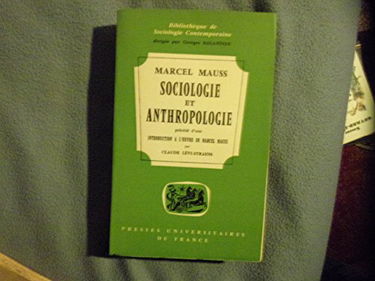 Bibliothèque de
Sociologie Contemporaine
dirigée par Georges BALANDIER
MARCEL MAUSS
SOCIOLOGIE
ET
ANTHROPOLOGIE
précédé d'une
INTRODUCTION A L'ŒUVRE DE MARCEL MAUSS
par
CLAUDE LÉVI-STRAUSS
PRESSES UNIVERSITAIRES
DE FRANCE